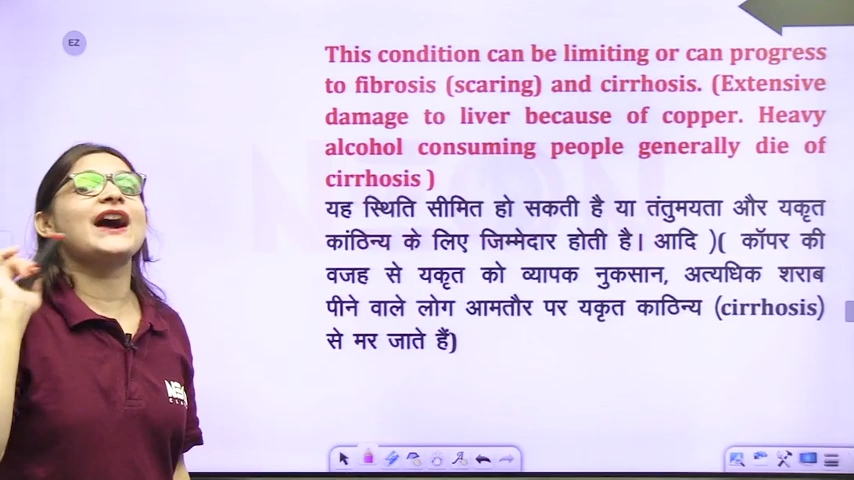 EZ
This condition can be limiting or can progress
to fibrosis (scaring) and cirrhosis. (Extensive
damage to liver because of copper. Heavy
alcohol consuming people generally die of
cirrhosis )
यह स्थिति सीमित हो सकती है या तंतुमयता और यकृत
कांठिन्य के लिए जिम्मेदार होती है। आदि )( कॉपर की
वजह से यकृत को व्यापक नुकसान, अत्यधिक शराब
पीने वाले लोग आमतौर पर यकृत काठिन्य (cirrhosis)
से मर जाते हैं)
NEON